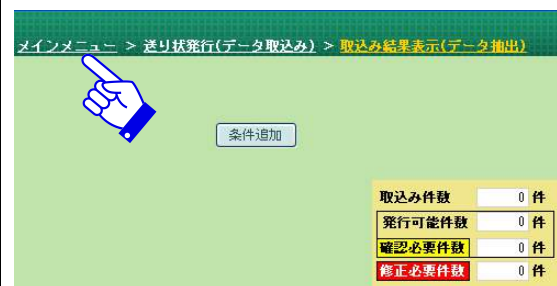 メインメニュー > 送り状発行(データ取込み) > 取込み結果表示(データ抽出)
条件追加
取込み件数 0 件
発行可能件数 0 件
確認必要件数 0 件
修正必要件数 0 件